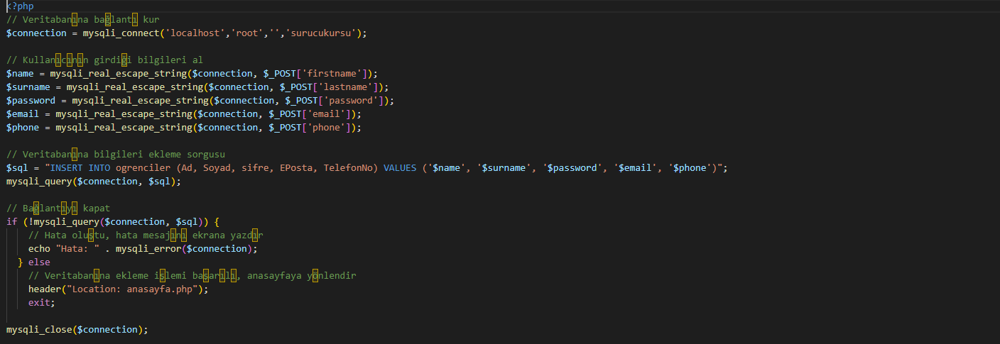 <?php
// Veritabanına bağlantı kur
$connection = mysqli_connect('localhost','root','','surucukursu');
// Kullanıcının girdiği bilgileri al
$name = mysqli_real_escape_string($connection, $_POST['firstname']);
$surname = mysqli_real_escape_string($connection, $_POST['lastname']);
$password = mysqli_real_escape_string($connection, $_POST['password']);
$email = mysqli_real_escape_string($connection, $_POST['email']);
$phone = mysqli_real_escape_string($connection, $_POST['phone']);
// Veritabanına bilgileri ekleme sorgusu
$sql = "INSERT INTO ogrenciler (Ad, Soyad, sifre, EPosta, TelefonNo) VALUES ('$name', '$surname', '$password', '$email', '$phone')";
mysqli_query($connection, $sql);
// Bağlantıyı kapat
if (!mysqli_query($connection, $sql)) {
// Hata oluştu, hata mesajını ekrana yazdır
echo "Hata: " . mysqli_error($connection);
} else
// Veritabanına ekleme işlemi başarılı, anasayfaya yönlendir
header("Location: anasayfa.php");
exit;
mysqli_close($connection);